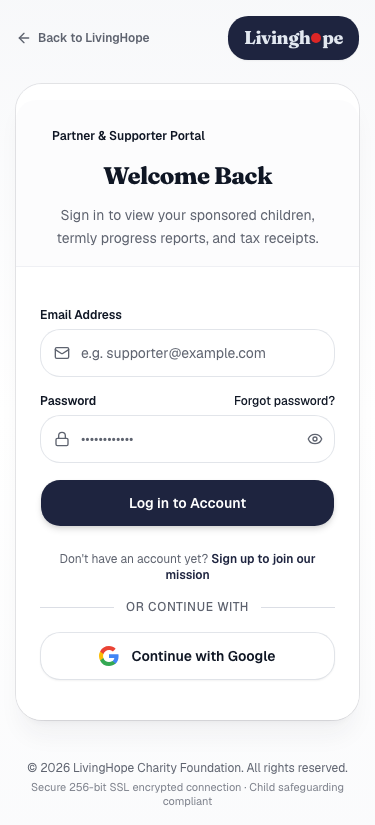 Back to LivingHope
Livinghope
Partner & Supporter Portal
Welcome Back
Sign in to view your sponsored children,
termly progress reports, and tax receipts.
Email Address
e.g. supporter@example.com
Password
Forgot password?
••••••••••••
Log in to Account
Don't have an account yet? Sign up to join our
mission
OR CONTINUE WITH
Continue with Google
© 2026 LivingHope Charity Foundation. All rights reserved.
Secure 256-bit SSL encrypted connection · Child safeguarding
compliant